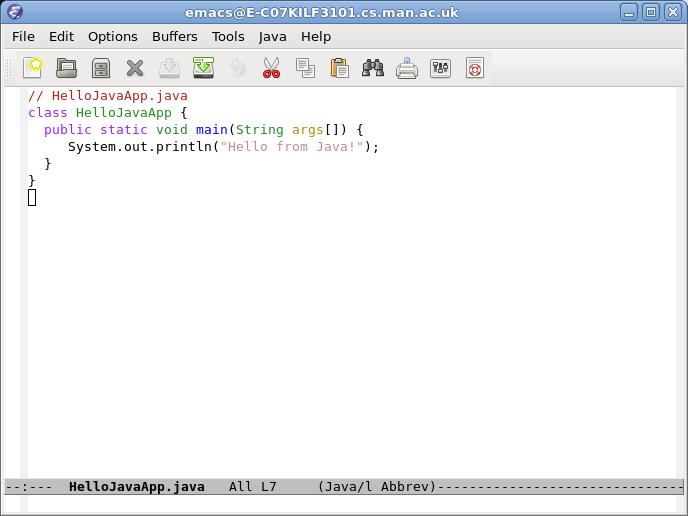 emacs@E-C07KILF3101.cs.man.ac.uk
File Edit Options Buffers Tools Java Help
// HelloJavaApp.java
class HelloJavaApp {
  public static void main(String args[]) {
     System.out.println("Hello from Java!");
  }
}
--:---  HelloJavaApp.java   All L7     (Java/l Abbrev)-------------------------------